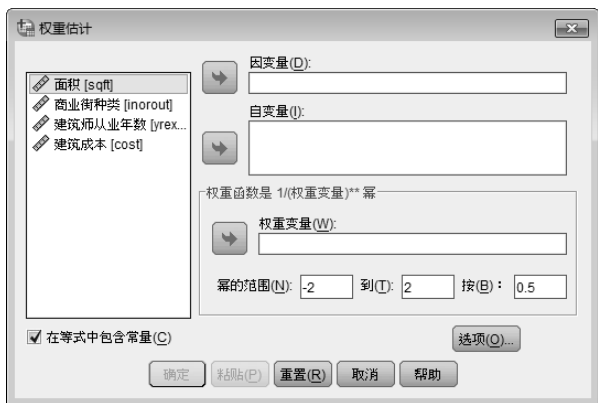 权重估计
面积 [sqft]
商业街种类 [inorout]
建筑师从业年数 [yrex...
建筑成本 [cost]
因变量(D):
自变量(I):
权重函数是 1/(权重变量)** 幂
权重变量(W):
幂的范围(N): -2 到(T): 2 按(B): 0.5
在等式中包含常量(C)
选项(O)...
确定 粘贴(P) 重置(R) 取消 帮助